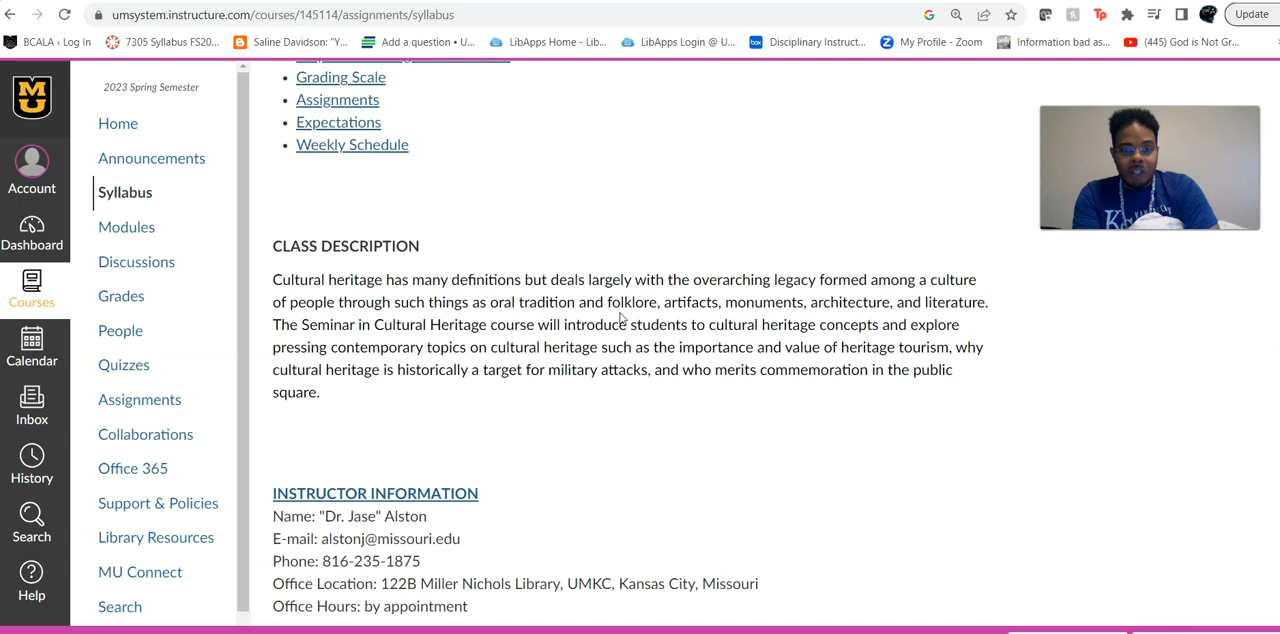 umsystem.instructure.com/courses/145114/assignments/syllabus
Update
BCALA ‹ Log In
7305 Syllabus FS20...
Saline Davidson: "Y...
Add a question • U...
LibApps Home - Lib...
LibApps Login @ U...
box
Disciplinary Instruct...
My Profile - Zoom
Information bad as...
(445) God is Not Gr...
MU
Account
Dashboard
Courses
Calendar
Inbox
History
Search
Help
2023 Spring Semester
Home
Announcements
Syllabus
Modules
Discussions
Grades
People
Quizzes
Assignments
Collaborations
Office 365
Support & Policies
Library Resources
MU Connect
Search
• Grading Scale
• Assignments
• Expectations
• Weekly Schedule
CLASS DESCRIPTION
Cultural heritage has many definitions but deals largely with the overarching legacy formed among a culture
of people through such things as oral tradition and folklore, artifacts, monuments, architecture, and literature.
The Seminar in Cultural Heritage course will introduce students to cultural heritage concepts and explore
pressing contemporary topics on cultural heritage such as the importance and value of heritage tourism, why
cultural heritage is historically a target for military attacks, and who merits commemoration in the public
square.
INSTRUCTOR INFORMATION
Name: "Dr. Jase" Alston
E-mail: alstonj@missouri.edu
Phone: 816-235-1875
Office Location: 122B Miller Nichols Library, UMKC, Kansas City, Missouri
Office Hours: by appointment